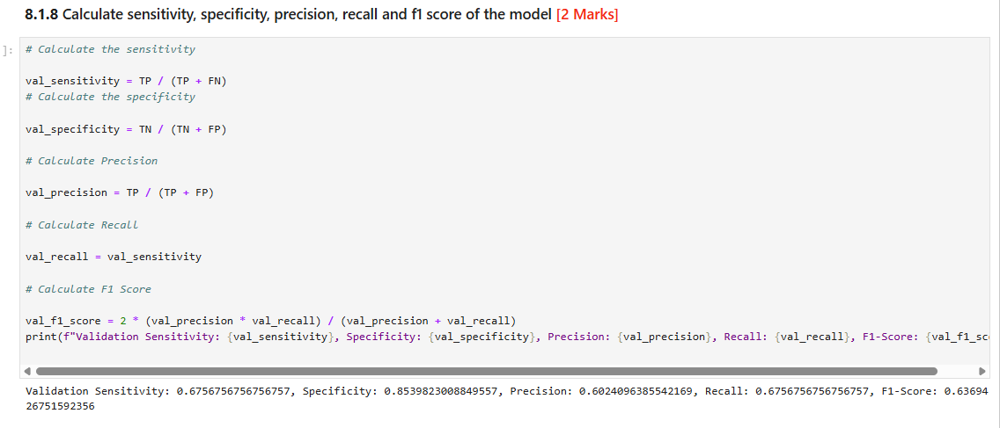 8.1.8 Calculate sensitivity, specificity, precision, recall and f1 score of the model [2 Marks]
]:
# Calculate the sensitivity
val_sensitivity = TP / (TP + FN)
# Calculate the specificity
val_specificity = TN / (TN + FP)
# Calculate Precision
val_precision = TP / (TP + FP)
# Calculate Recall
val_recall = val_sensitivity
# Calculate F1 Score
val_f1_score = 2 * (val_precision * val_recall) / (val_precision + val_recall)
print(f"Validation Sensitivity: {val_sensitivity}, Specificity: {val_specificity}, Precision: {val_precision}, Recall: {val_recall}, F1-Score: {val_f1_sc
Validation Sensitivity: 0.6756756756756757, Specificity: 0.8539823008849557, Precision: 0.6024096385542169, Recall: 0.6756756756756757, F1-Score: 0.63694
26751592356